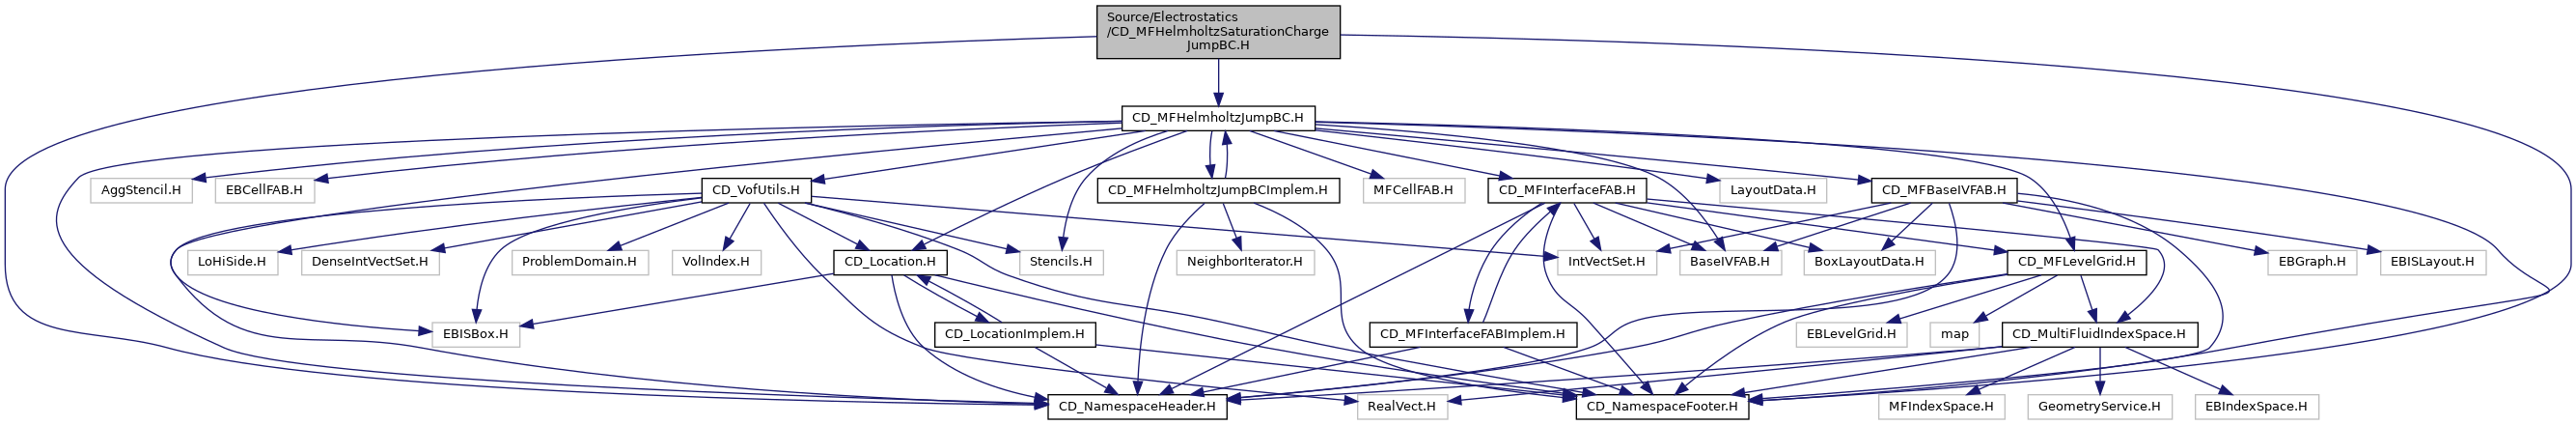 Source/Electrostatics
/CD_MFHelmholtzSaturationCharge
JumpBC.H
CD_MFHelmholtzJumpBC.H
AggStencil.H
EBCellFAB.H
CD_VofUtils.H
CD_MFHelmholtzJumpBCImplem.H
MFCellFAB.H
CD_MFInterfaceFAB.H
LayoutData.H
CD_MFBaseIVFAB.H
LoHiSide.H
DenseIntVectSet.H
ProblemDomain.H
VolIndex.H
CD_Location.H
Stencils.H
NeighborIterator.H
IntVectSet.H
BaseIVFAB.H
BoxLayoutData.H
CD_MFLevelGrid.H
EBGraph.H
EBISLayout.H
EBISBox.H
CD_LocationImplem.H
CD_MFInterfaceFABImplem.H
EBLevelGrid.H
map
CD_MultiFluidIndexSpace.H
CD_NamespaceHeader.H
RealVect.H
CD_NamespaceFooter.H
MFIndexSpace.H
GeometryService.H
EBIndexSpace.H